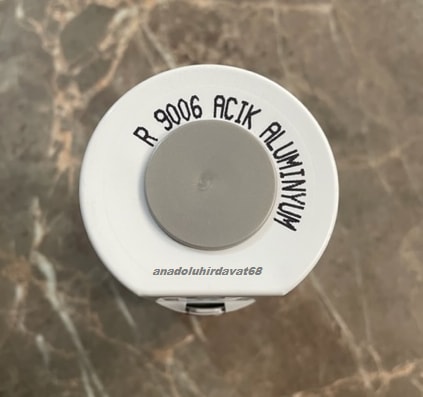 R 9006 ACIK ALUMINYUM
anadoluhirdavat68